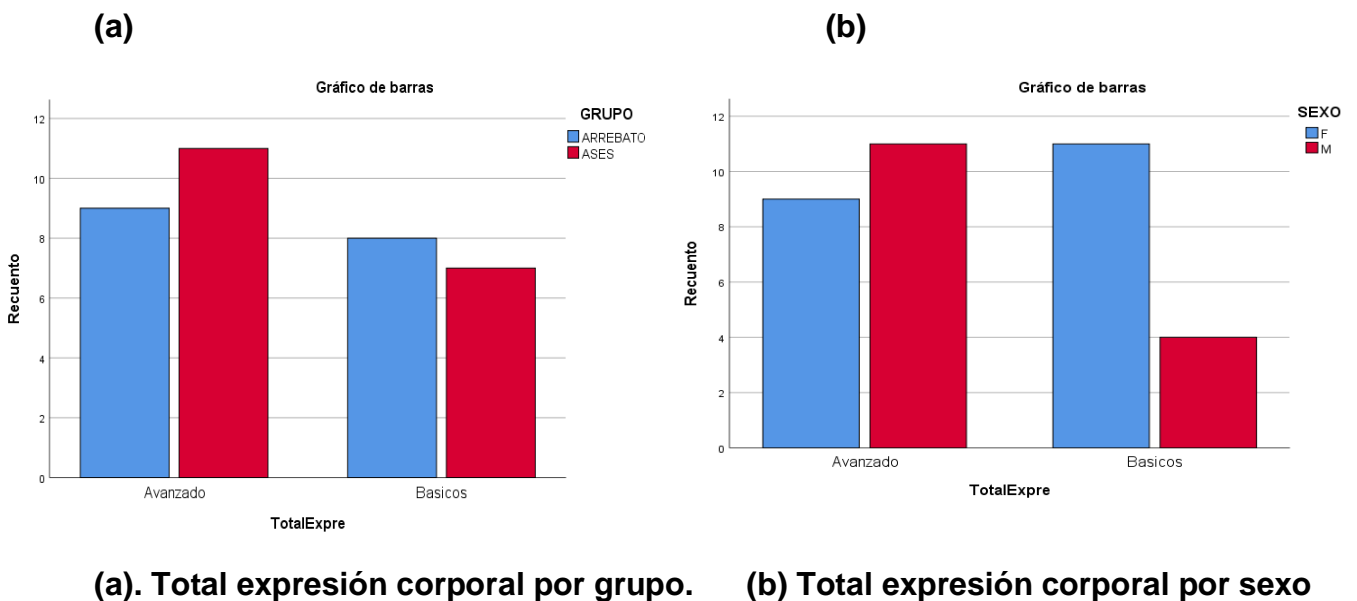 (a)
(b)
Gráfico de barras
GRUPO
ARREBATO
ASES
12
10
8
6
4
2
0
Recuento
Avanzado
Basicos
TotalExpre
Gráfico de barras
SEXO
F
M
12
10
8
6
4
2
0
Recuento
Avanzado
Basicos
TotalExpre
(a). Total expresión corporal por grupo.
(b) Total expresión corporal por sexo